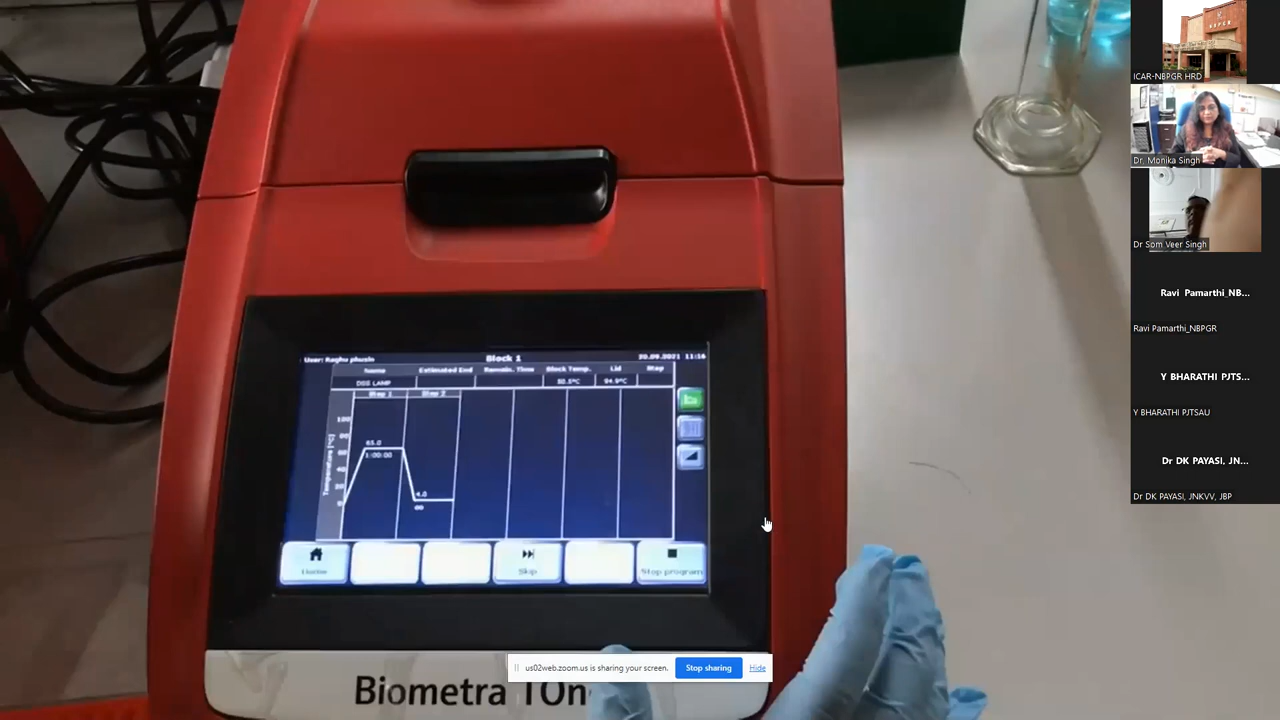 User: Raghu phusis
Block 1
20.09.2021 11:16
Name
Estimated End
Remain. Time
Block Temp.
Lid
Step
DSS LAMP
94.9°C
Step 1
Step 2
Temperature [°C]
100
80
60
40
20
0
65.0
1:00:00
4.0
∞
Home
Skip
Stop program
us02web.zoom.us is sharing your screen.
Stop sharing
Hide
Biometra TOn
NBPGR
ICAR-NBPGR HRD
Dr. Monika Singh
Dr Som Veer Singh
Ravi Pamarthi_NB...
Ravi Pamarthi_NBPGR
Y BHARATHI PJTS...
Y BHARATHI PJTSAU
Dr DK PAYASI, JN...
Dr DK PAYASI, JNKVV, JBP